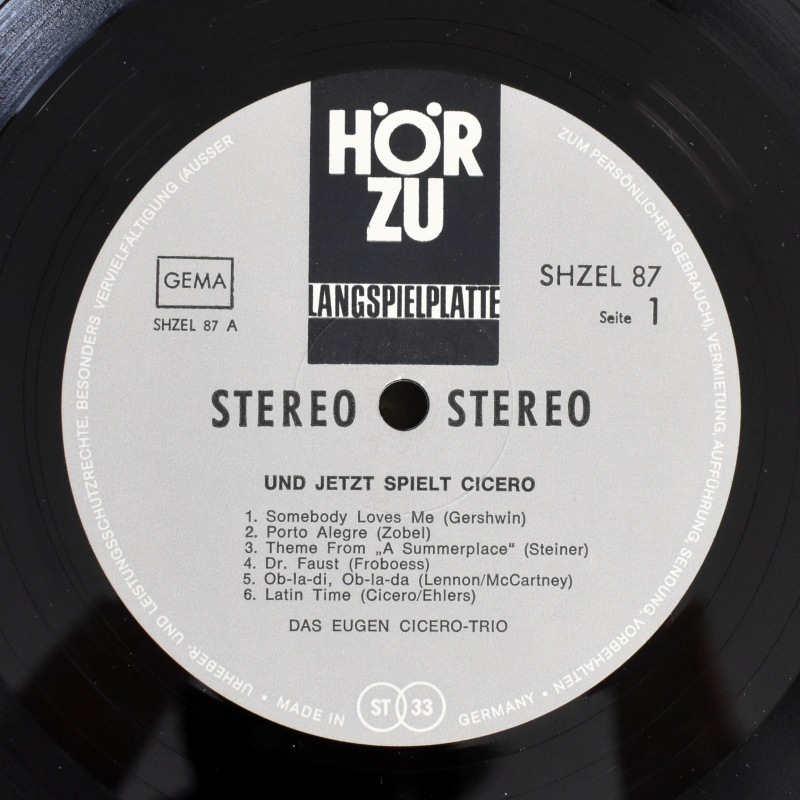 HÖR
ZU
LANGSPIELPLATTE
GEMA
SHZEL 87 A
SHZEL 87
Seite 1
STEREO STEREO
UND JETZT SPIELT CICERO
1. Somebody Loves Me (Gershwin)
2. Porto Alegre (Zobel)
3. Theme From „A Summerplace“ (Steiner)
4. Dr. Faust (Froboess)
5. Ob-la-di, Ob-la-da (Lennon/McCartney)
6. Latin Time (Cicero/Ehlers)
DAS EUGEN CICERO-TRIO
URHEBER- UND LEISTUNGSSCHUTZRECHTE, BESONDERS VERVIELFÄLTIGUNG (AUSSER
ZUM PERSÖNLICHEN GEBRAUCH), VERMIETUNG, AUFFÜHRUNG, SENDUNG, VORBEHALTEN
• MADE IN ST 33 GERMANY •